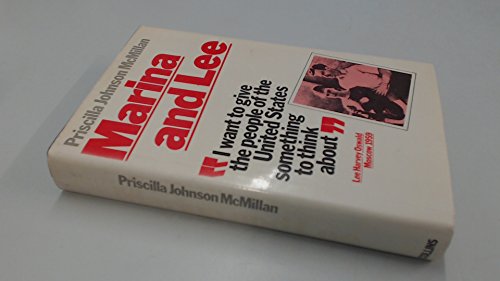 Priscilla Johnson McMillan
Marina
and Lee
“I want to give
the people of the
United States
something
to think
about”
Lee Harvey Oswald
Moscow 1959
Priscilla Johnson McMillan